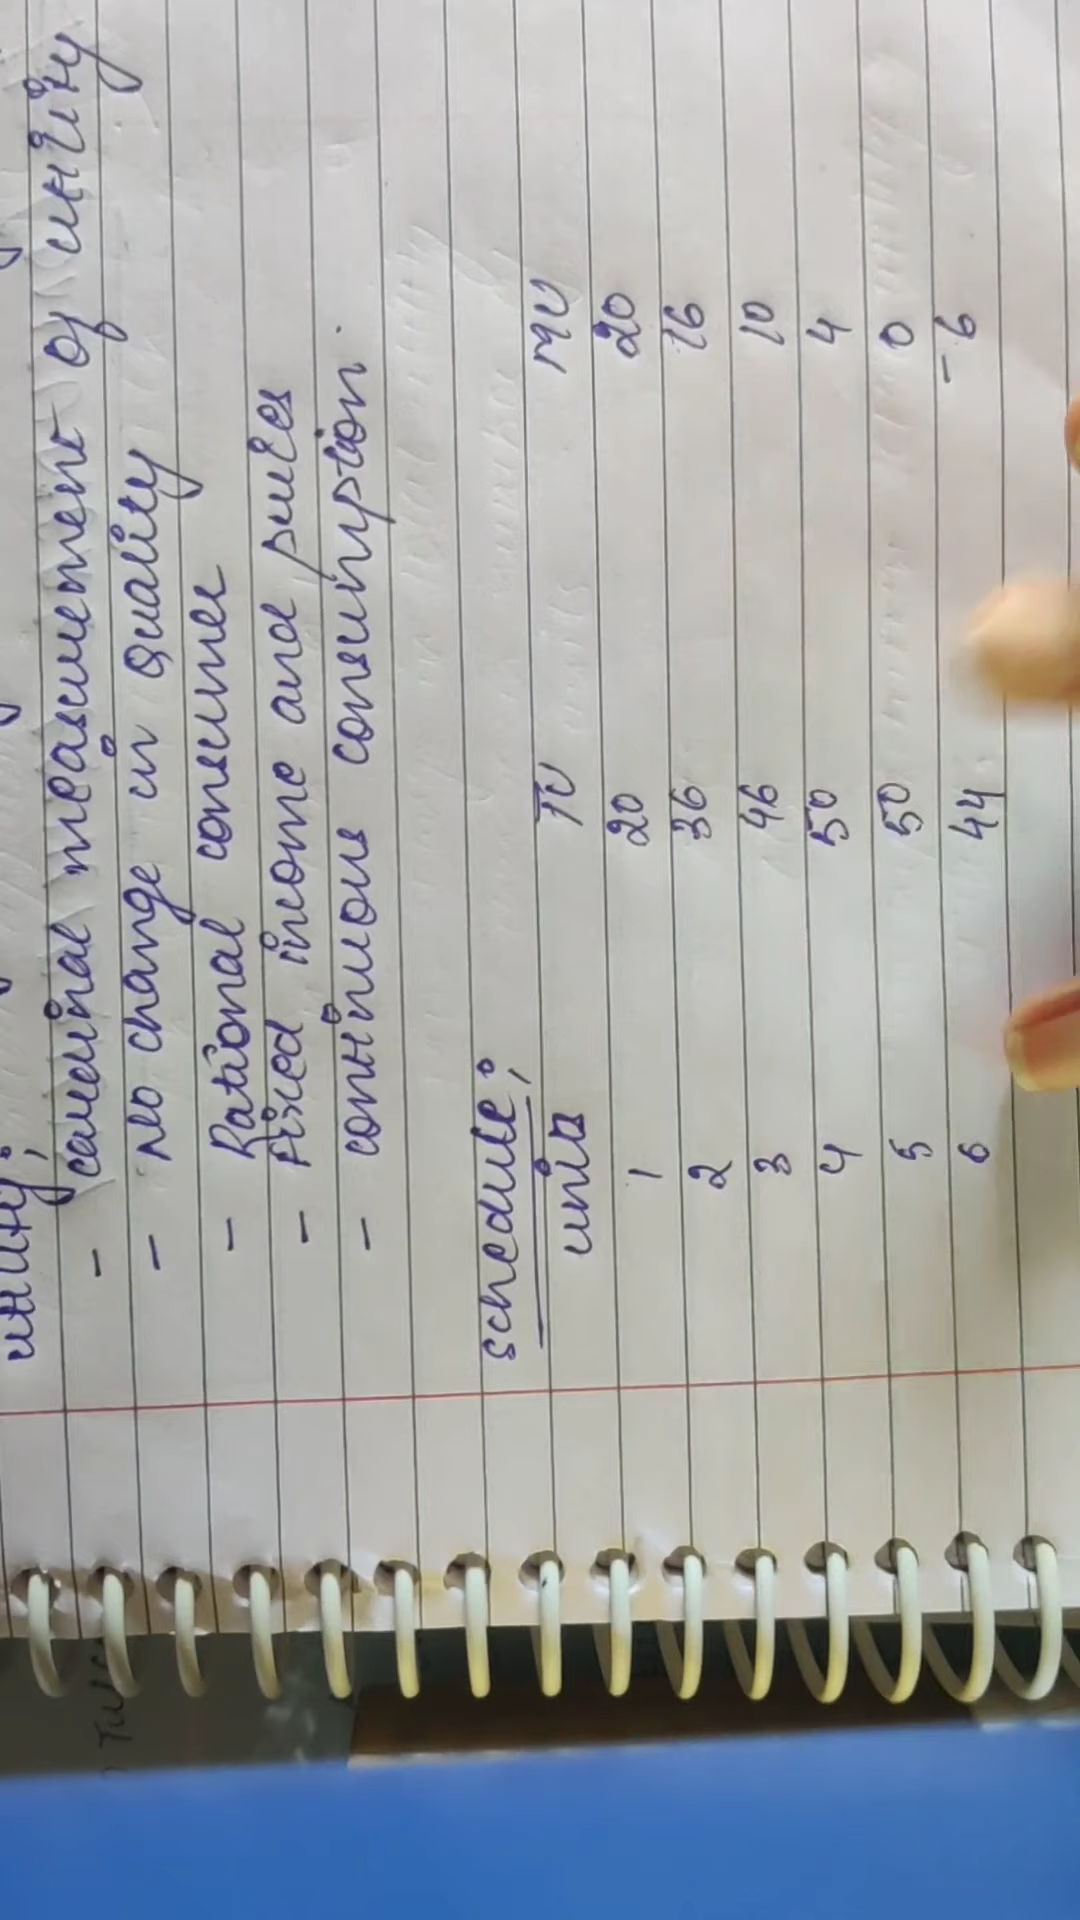 utility;
- cardinal measurement of utility
- no change in quality
- Rational consumer
- fixed income and prices
- continuous consumption.
schedule;
units TU MU
1 20 20
2 36 16
3 46 10
4 50 4
5 50 0
6 44 -6